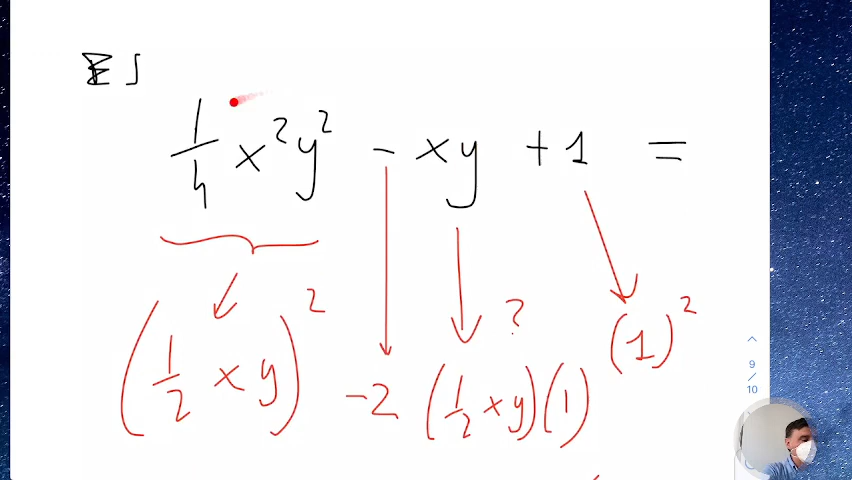 ES
1/4 x²y² - xy + 1 =
(1/2 xy)² -2 (1/2 xy)(1) ? (1)²
9
/
10